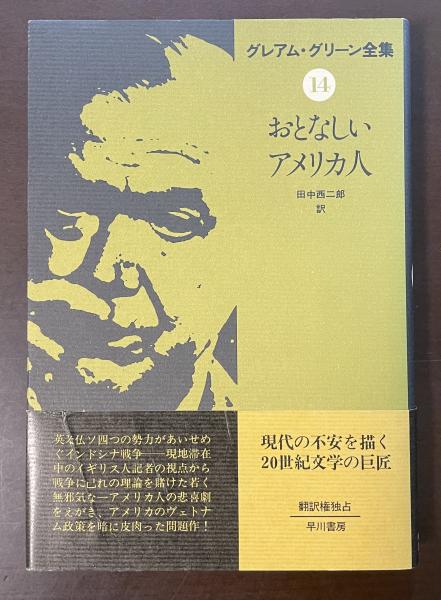 グレアム・グリーン全集
14
おとなしい
アメリカ人
田中西二郎
訳
英米仏ソ四つの勢力があいせめ
ぐインドシナ戦争――現地滞在
中のイギリス人記者の視点から
戦争に己れの理論を賭けた若く
無邪気な一アメリカ人の悲喜劇
をえがき、アメリカのヴェトナ
ム政策を暗に皮肉った問題作！
現代の不安を描く
20世紀文学の巨匠
翻訳権独占
早川書房